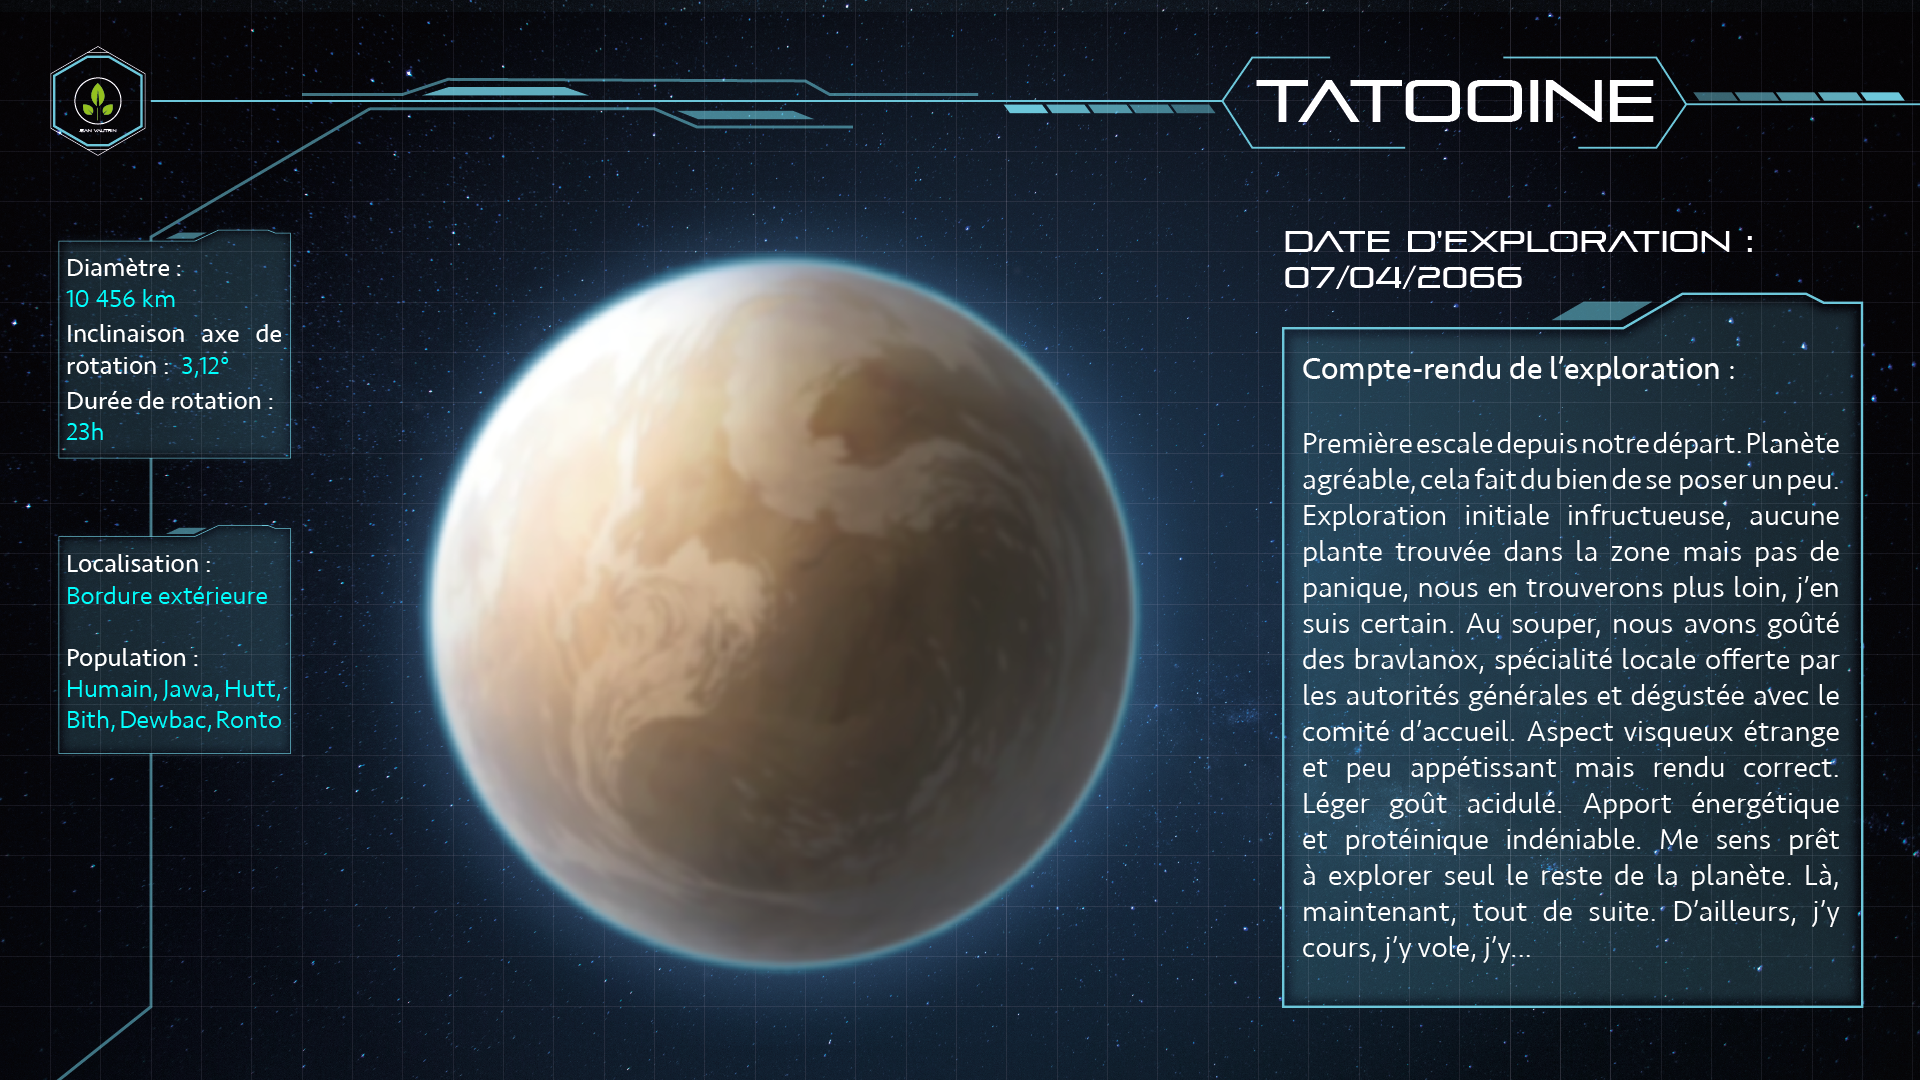 JEAN VAUTRIN
TATOOINE
Diamètre :
10 456 km
Inclinaison axe de
rotation : 3,12°
Durée de rotation :
23h
Localisation :
Bordure extérieure
Population :
Humain, Jawa, Hutt,
Bith, Dewbac, Ronto
DATE D'EXPLORATION :
07/04/2066
Compte-rendu de l’exploration :
Première escale depuis notre départ. Planète
agréable, cela fait du bien de se poser un peu.
Exploration initiale infructueuse, aucune
plante trouvée dans la zone mais pas de
panique, nous en trouverons plus loin, j’en
suis certain. Au souper, nous avons goûté
des bravlanox, spécialité locale offerte par
les autorités générales et dégustée avec le
comité d’accueil. Aspect visqueux étrange
et peu appétissant mais rendu correct.
Léger goût acidulé. Apport énergétique
et protéinique indéniable. Me sens prêt
à explorer seul le reste de la planète. Là,
maintenant, tout de suite. D’ailleurs, j’y
cours, j’y vole, j’y...